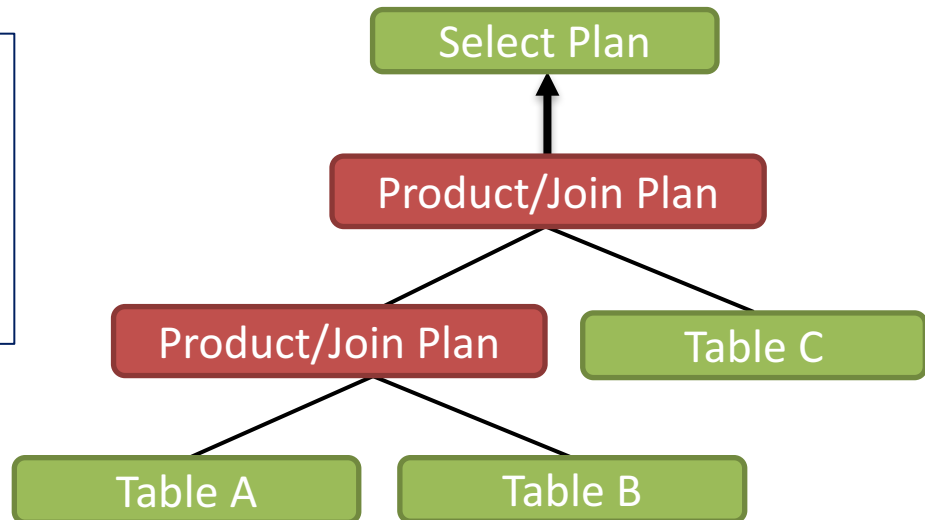 Select Plan
Product/Join Plan
Product/Join Plan
Table C
Table A
Table B